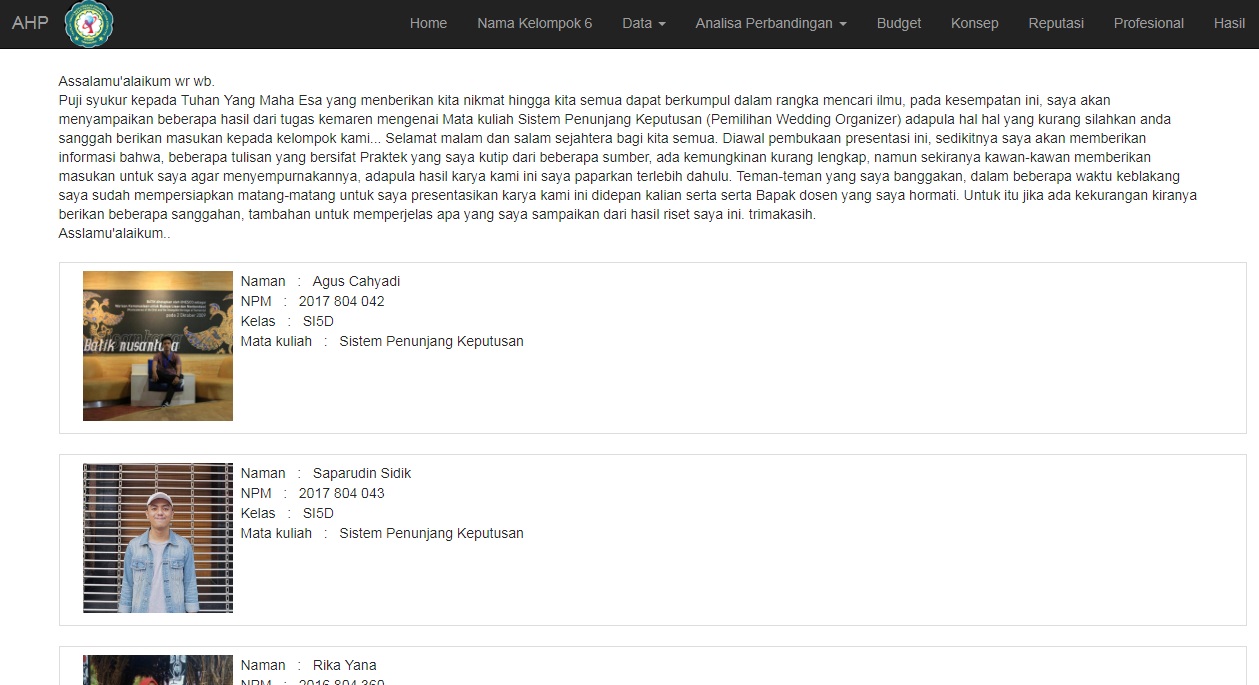 AHP
Home Nama Kelompok 6 Data Analisa Perbandingan Budget Konsep Reputasi Profesional Hasil
Assalamu'alaikum wr wb.
Puji syukur kepada Tuhan Yang Maha Esa yang menberikan kita nikmat hingga kita semua dapat berkumpul dalam rangka mencari ilmu, pada kesempatan ini, saya akan
menyampaikan beberapa hasil dari tugas kemaren mengenai Mata kuliah Sistem Penunjang Keputusan (Pemilihan Wedding Organizer) adapula hal hal yang kurang silahkan anda
sanggah berikan masukan kepada kelompok kami... Selamat malam dan salam sejahtera bagi kita semua. Diawal pembukaan presentasi ini, sedikitnya saya akan memberikan
informasi bahwa, beberapa tulisan yang bersifat Praktek yang saya kutip dari beberapa sumber, ada kemungkinan kurang lengkap, namun sekiranya kawan-kawan memberikan
masukan untuk saya agar menyempurnakannya, adapula hasil karya kami ini saya paparkan terlebih dahulu. Teman-teman yang saya banggakan, dalam beberapa waktu keblakang
saya sudah mempersiapkan matang-matang untuk saya presentasikan karya kami ini didepan kalian serta serta Bapak dosen yang saya hormati. Untuk itu jika ada kekurangan kiranya
berikan beberapa sanggahan, tambahan untuk memperjelas apa yang saya sampaikan dari hasil riset saya ini. trimakasih.
Asslamu'alaikum..
Batik nusantara
Naman : Agus Cahyadi
NPM : 2017 804 042
Kelas : SI5D
Mata kuliah : Sistem Penunjang Keputusan
Naman : Saparudin Sidik
NPM : 2017 804 043
Kelas : SI5D
Mata kuliah : Sistem Penunjang Keputusan
Naman : Rika Yana
NPM : 2016 804 360